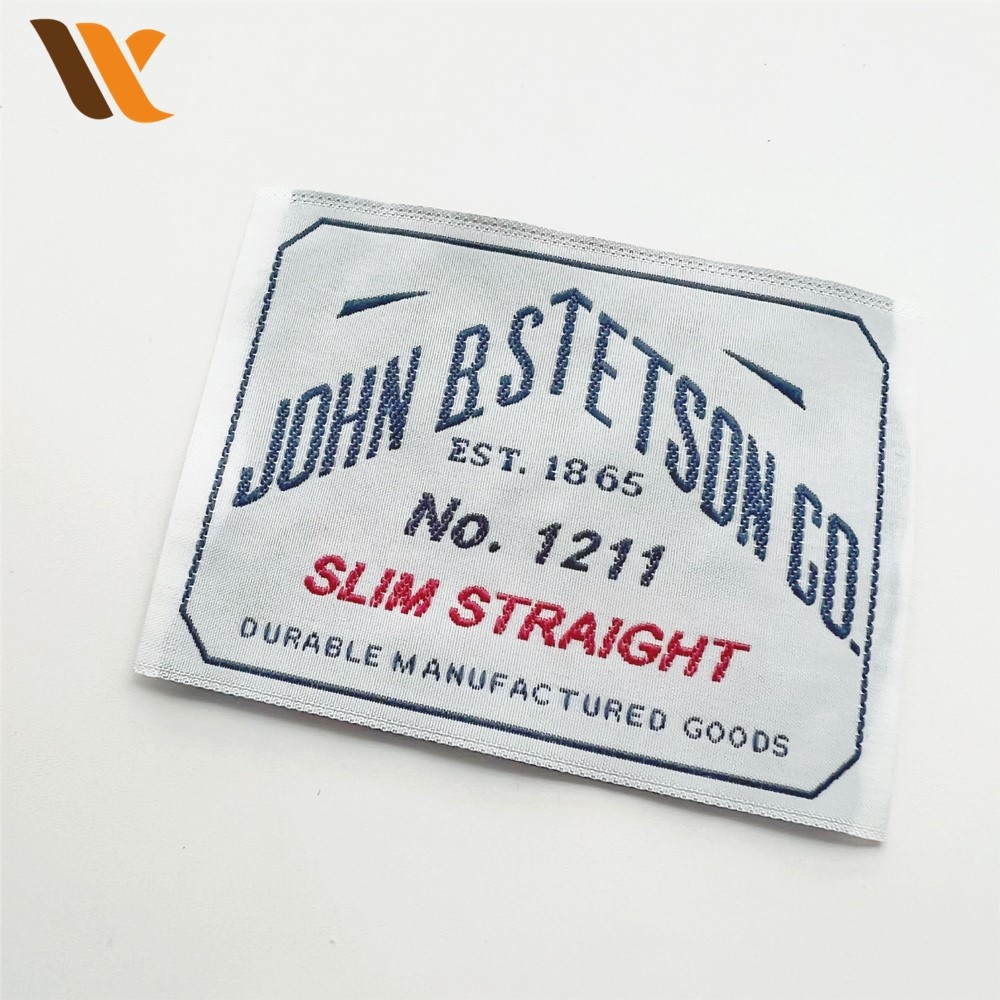 JOHN B. STETSON CO.
EST. 1865
No. 1211
SLIM STRAIGHT
DURABLE MANUFACTURED GOODS